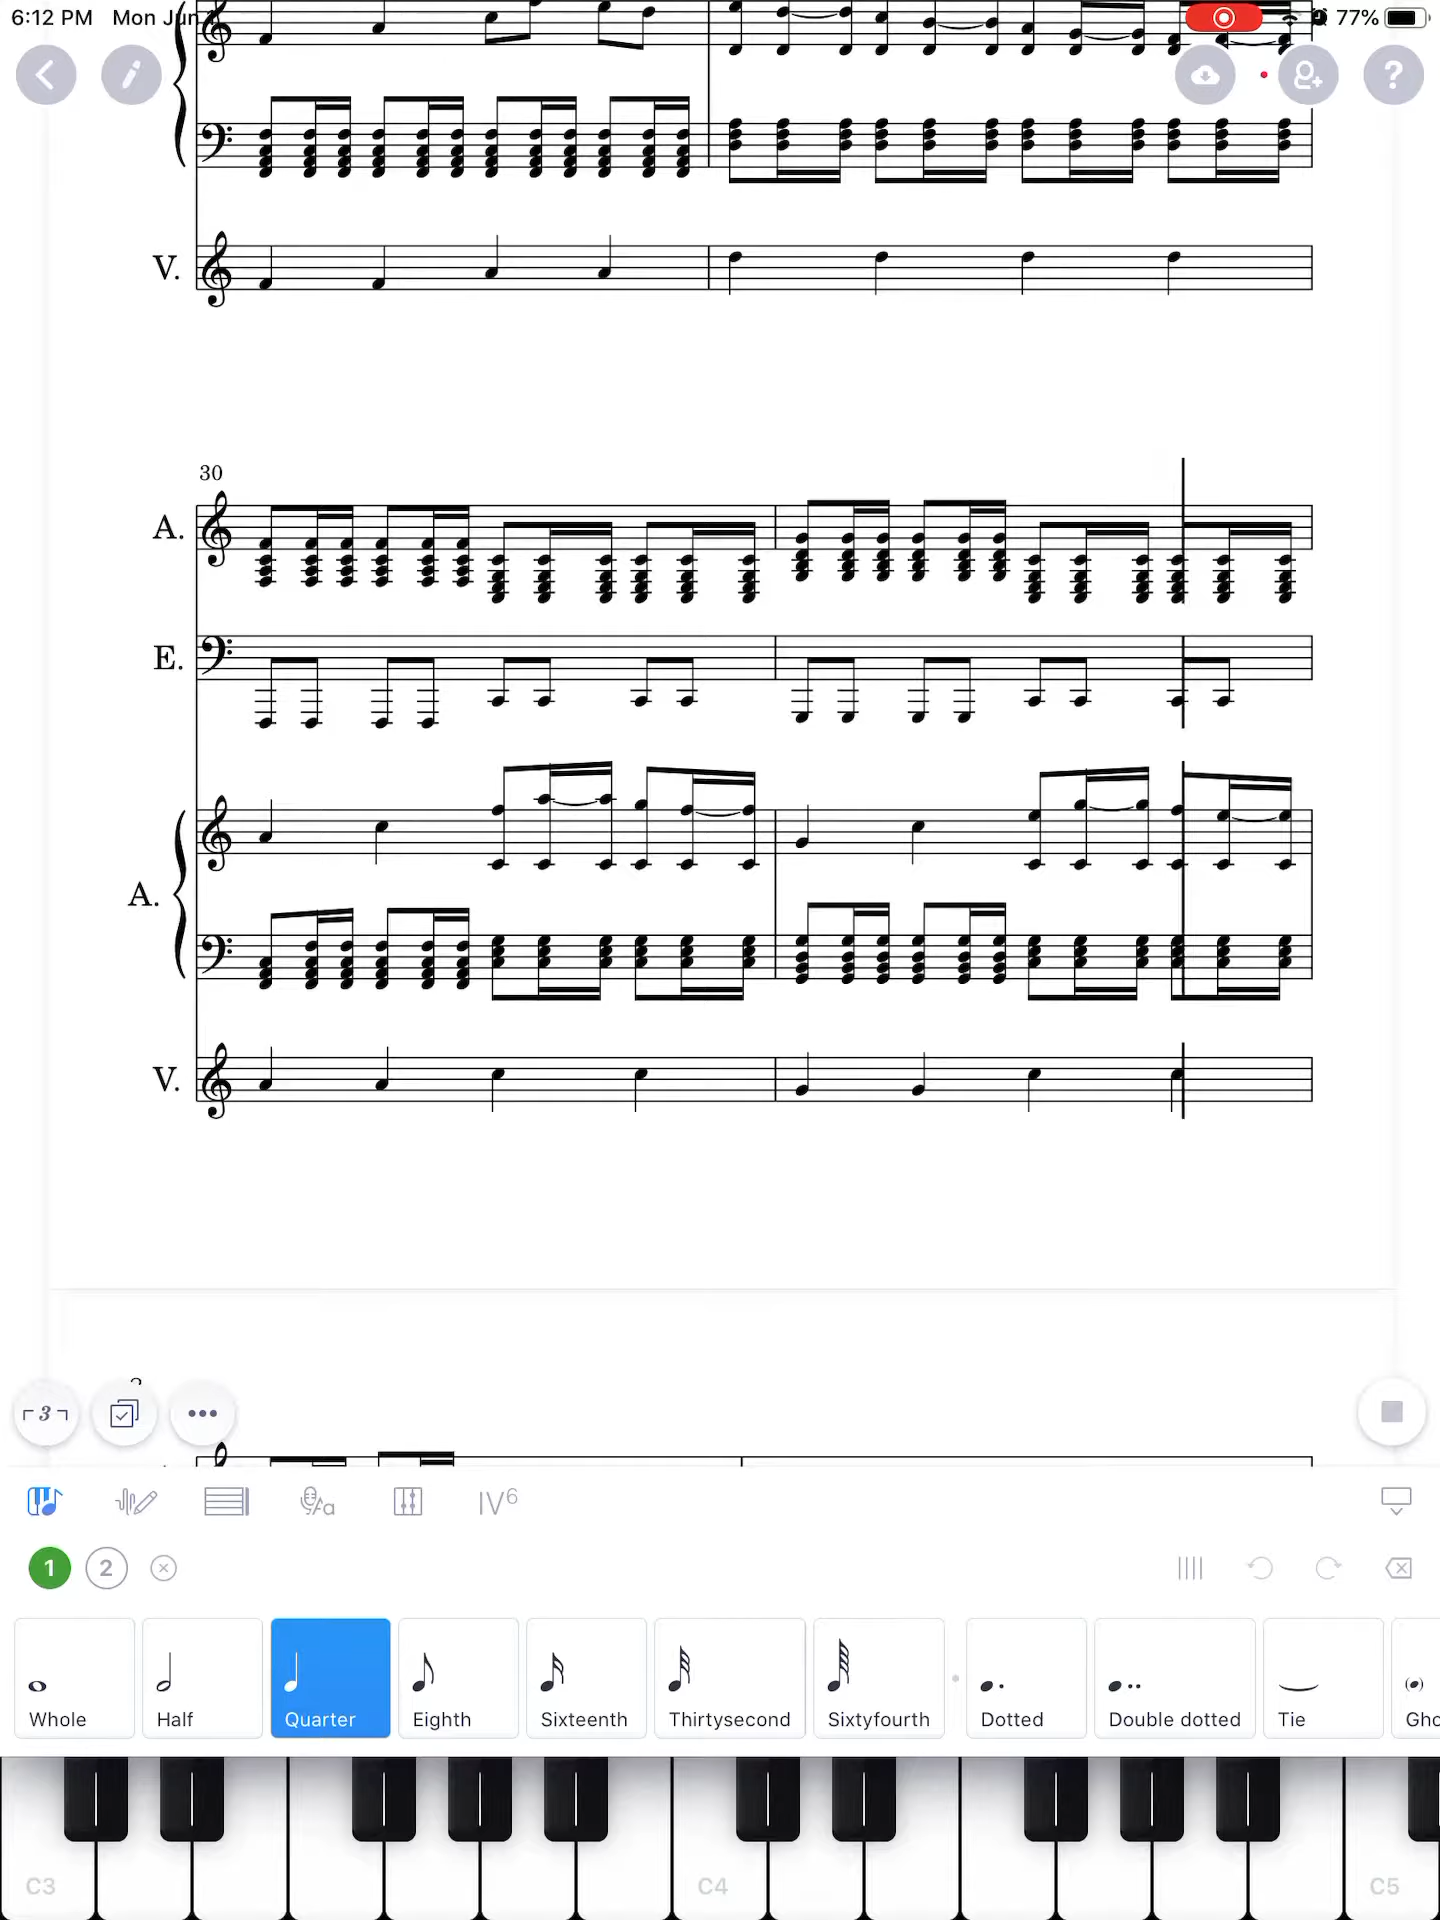 6:12 PM Mon Jun
77%
V.
30
A.
E.
A.
V.
3
1 2
IV6
Whole Half Quarter Eighth Sixteenth Thirtysecond Sixtyfourth Dotted Double dotted Tie Gho
C3 C4 C5